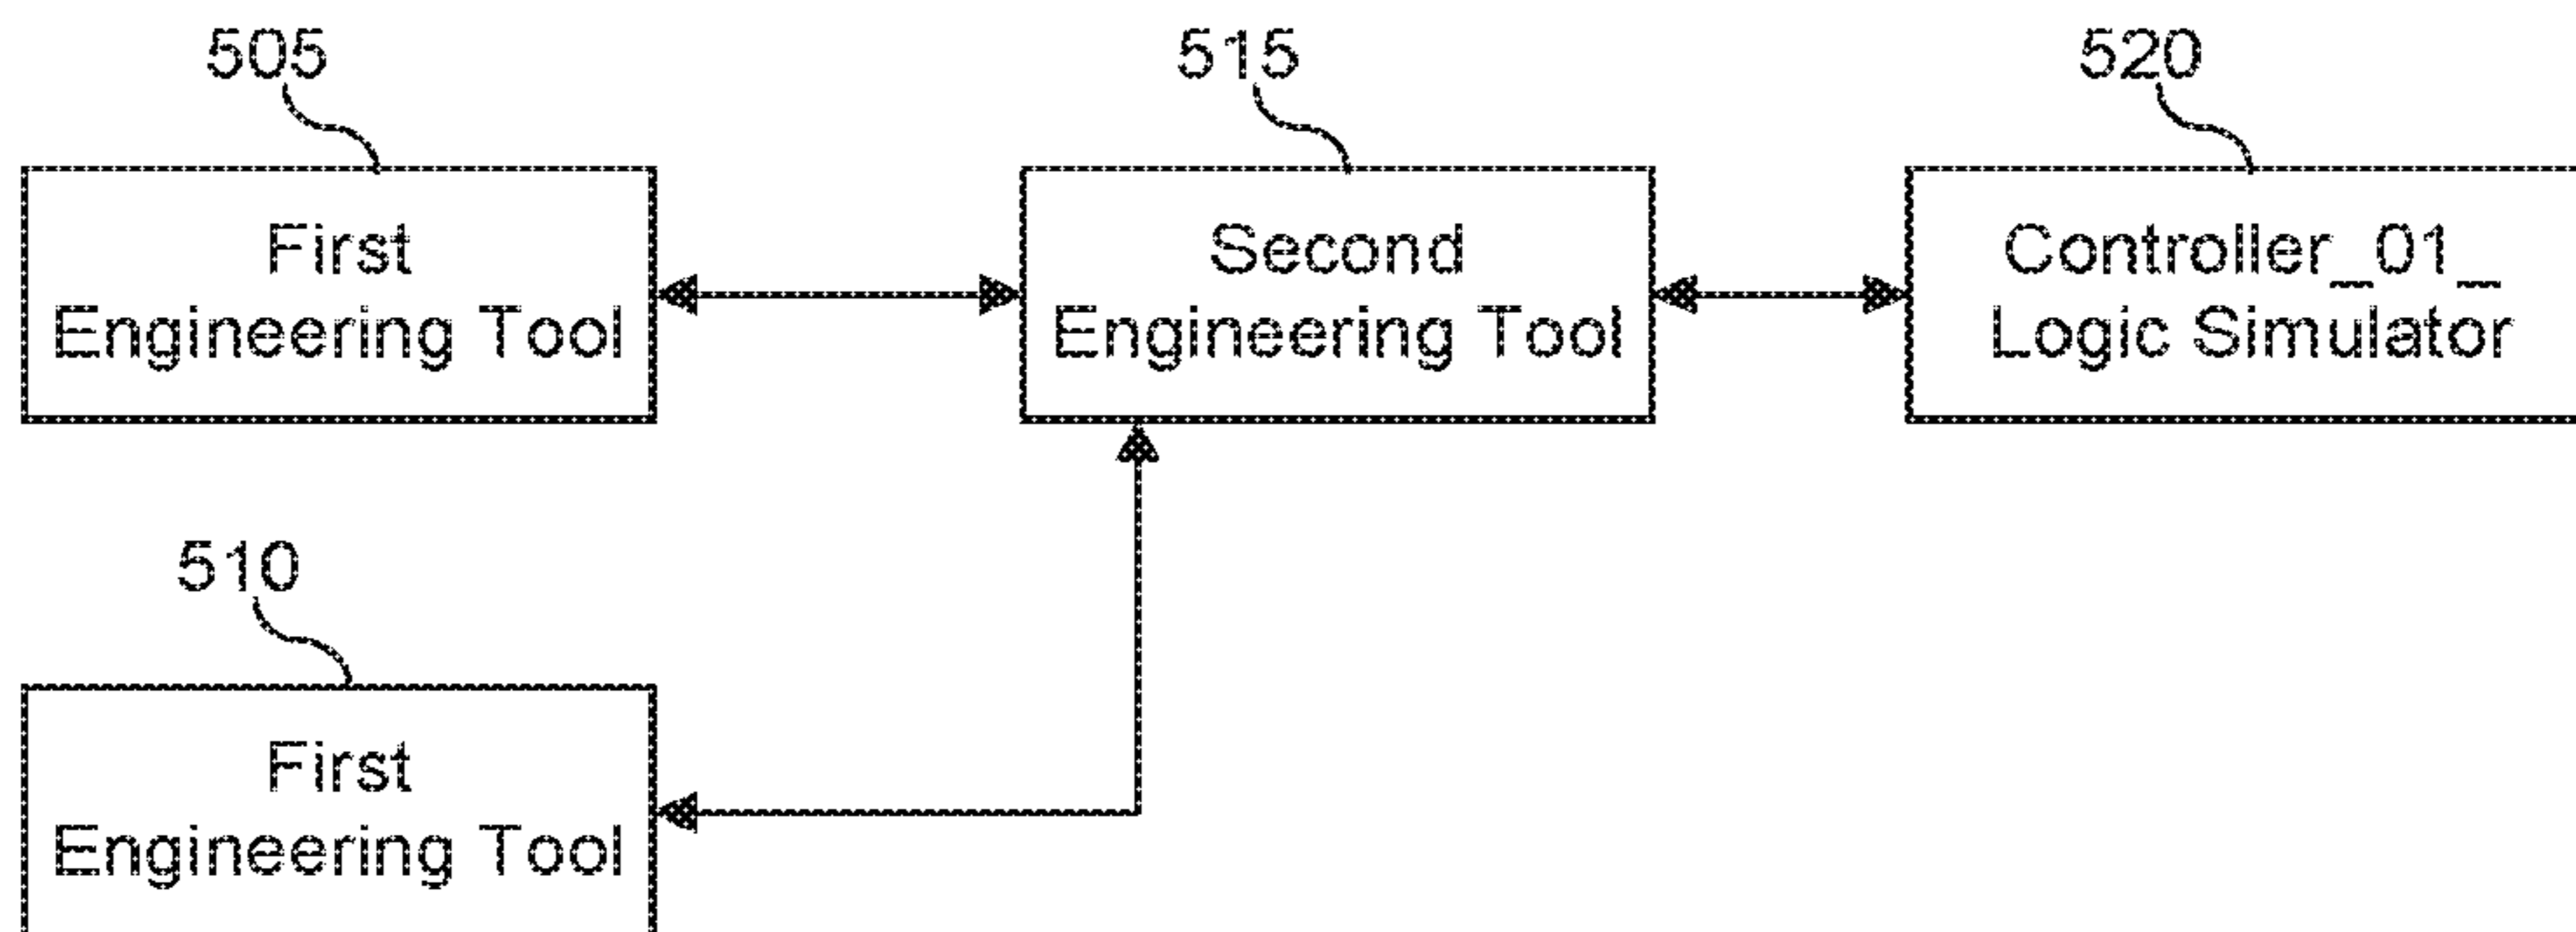 505
515
520
First
Engineering Tool
Second
Engineering Tool
Controller_01_
Logic Simulator
510
First
Engineering Tool